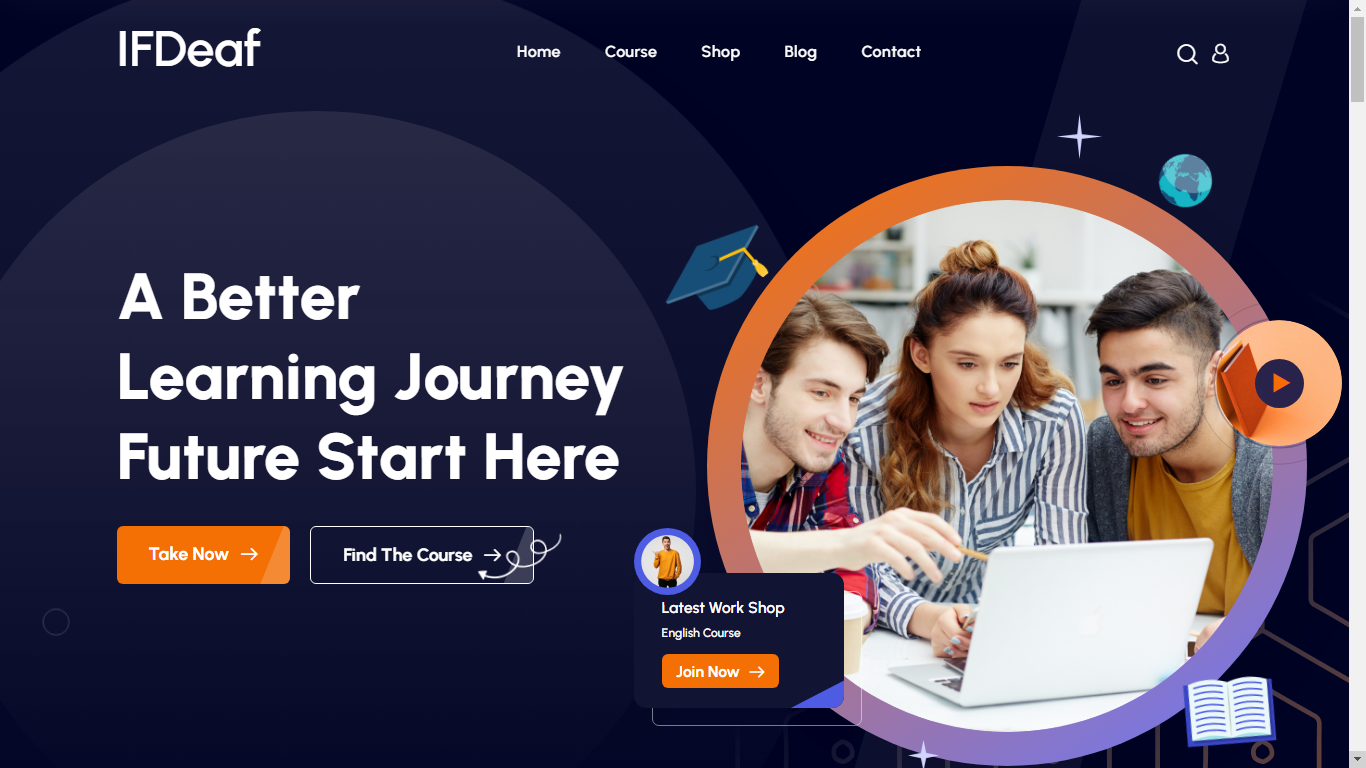 IFDeaf
Home
Course
Shop
Blog
Contact
A Better
Learning Journey
Future Start Here
Take Now
Find The Course
Latest Work Shop
English Course
Join Now